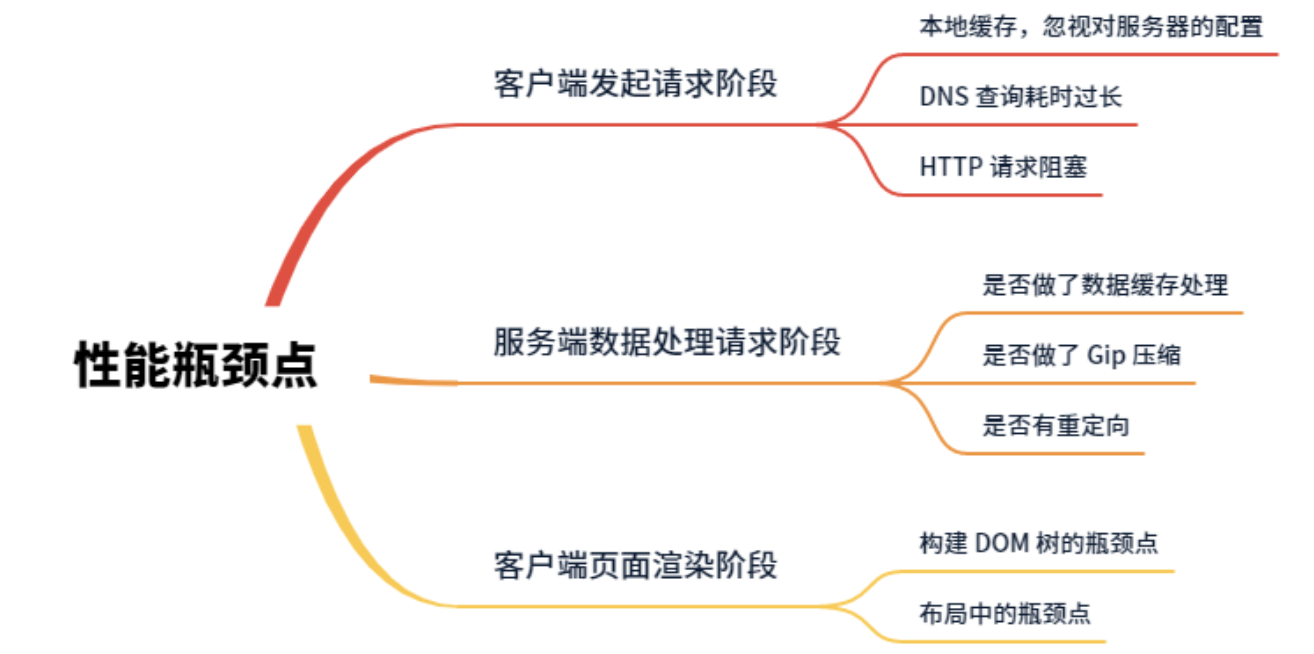 性能瓶颈点
客户端发起请求阶段
本地缓存，忽视对服务器的配置
DNS 查询耗时过长
HTTP 请求阻塞
服务端数据处理请求阶段
是否做了数据缓存处理
是否做了 Gip 压缩
是否有重定向
客户端页面渲染阶段
构建 DOM 树的瓶颈点
布局中的瓶颈点